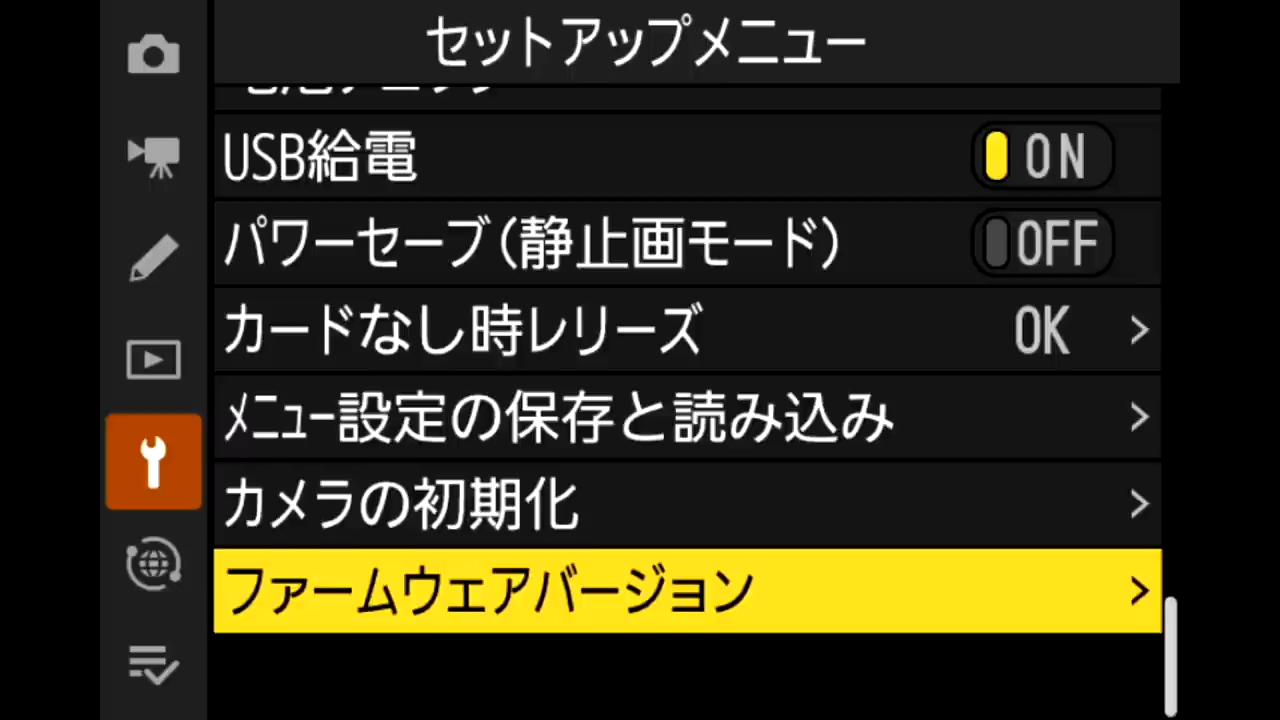 セットアップメニュー
USB給電 ON
パワーセーブ(静止画モード) OFF
カードなし時レリーズ OK >
ﾒﾆｭｰ設定の保存と読み込み >
カメラの初期化 >
ファームウェアバージョン >